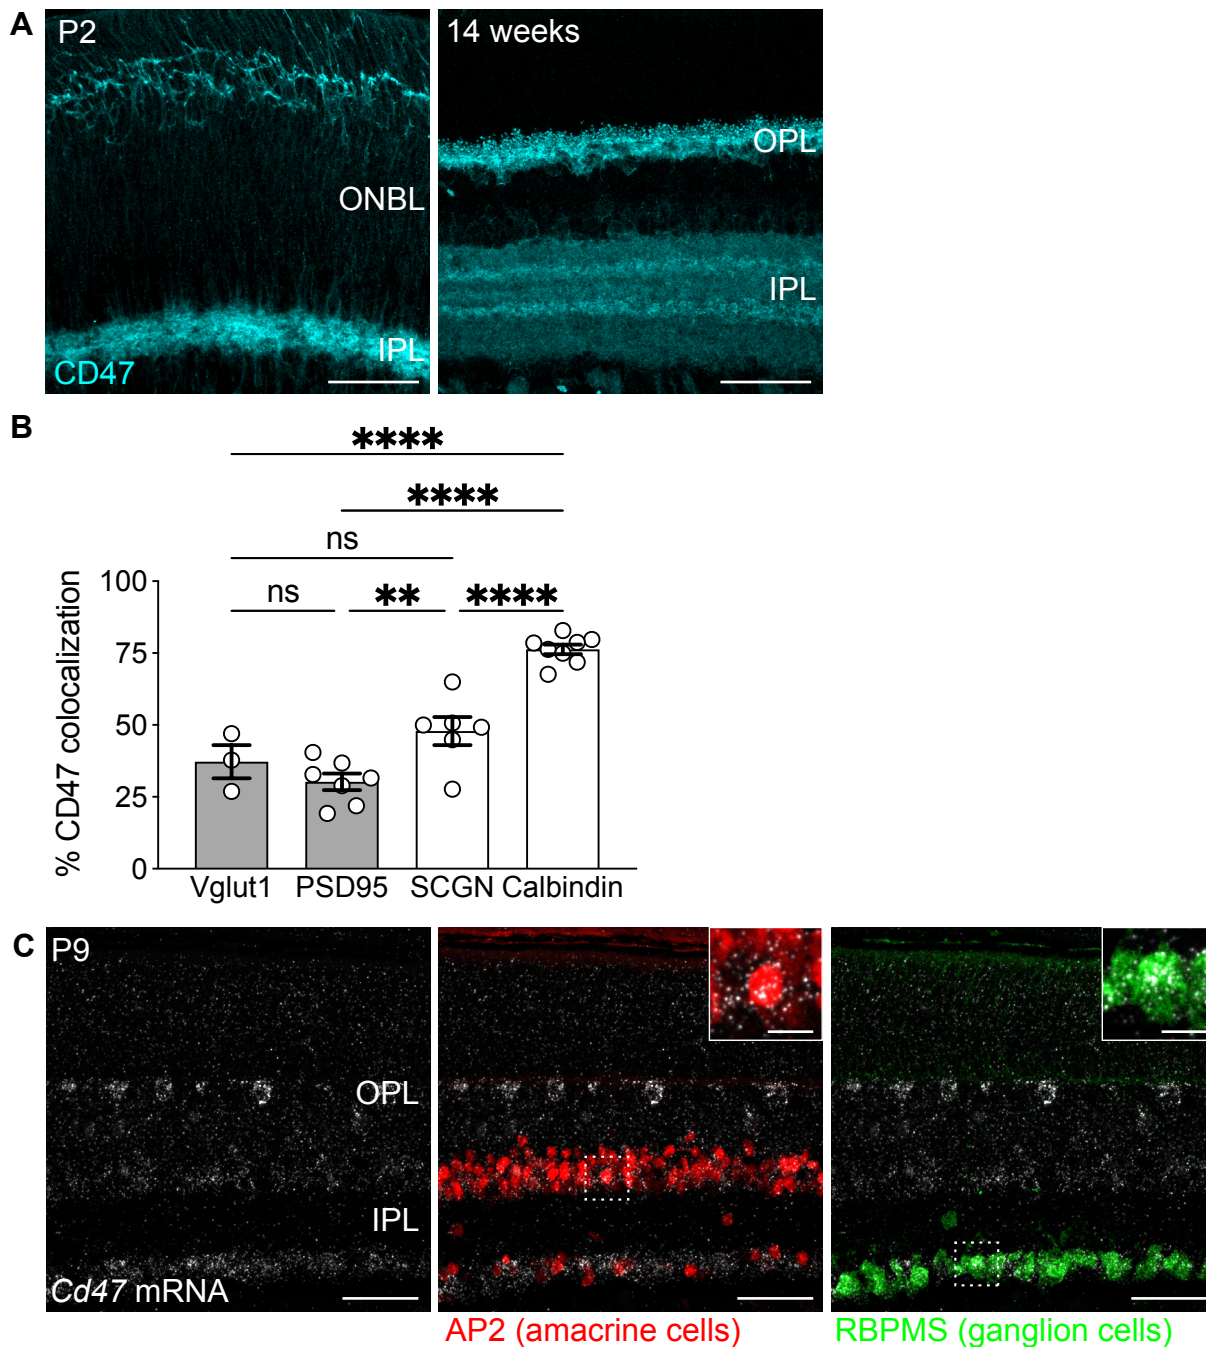 A
P2
14 weeks
OPL
ONBL
IPL
IPL
CD47
B
****
****
ns
ns
**
****
100
75
50
25
0
% CD47 colocalization
Vglut1 PSD95 SCGN Calbindin
C
P9
OPL
IPL
Cd47 mRNA
AP2 (amacrine cells)
RBPMS (ganglion cells)